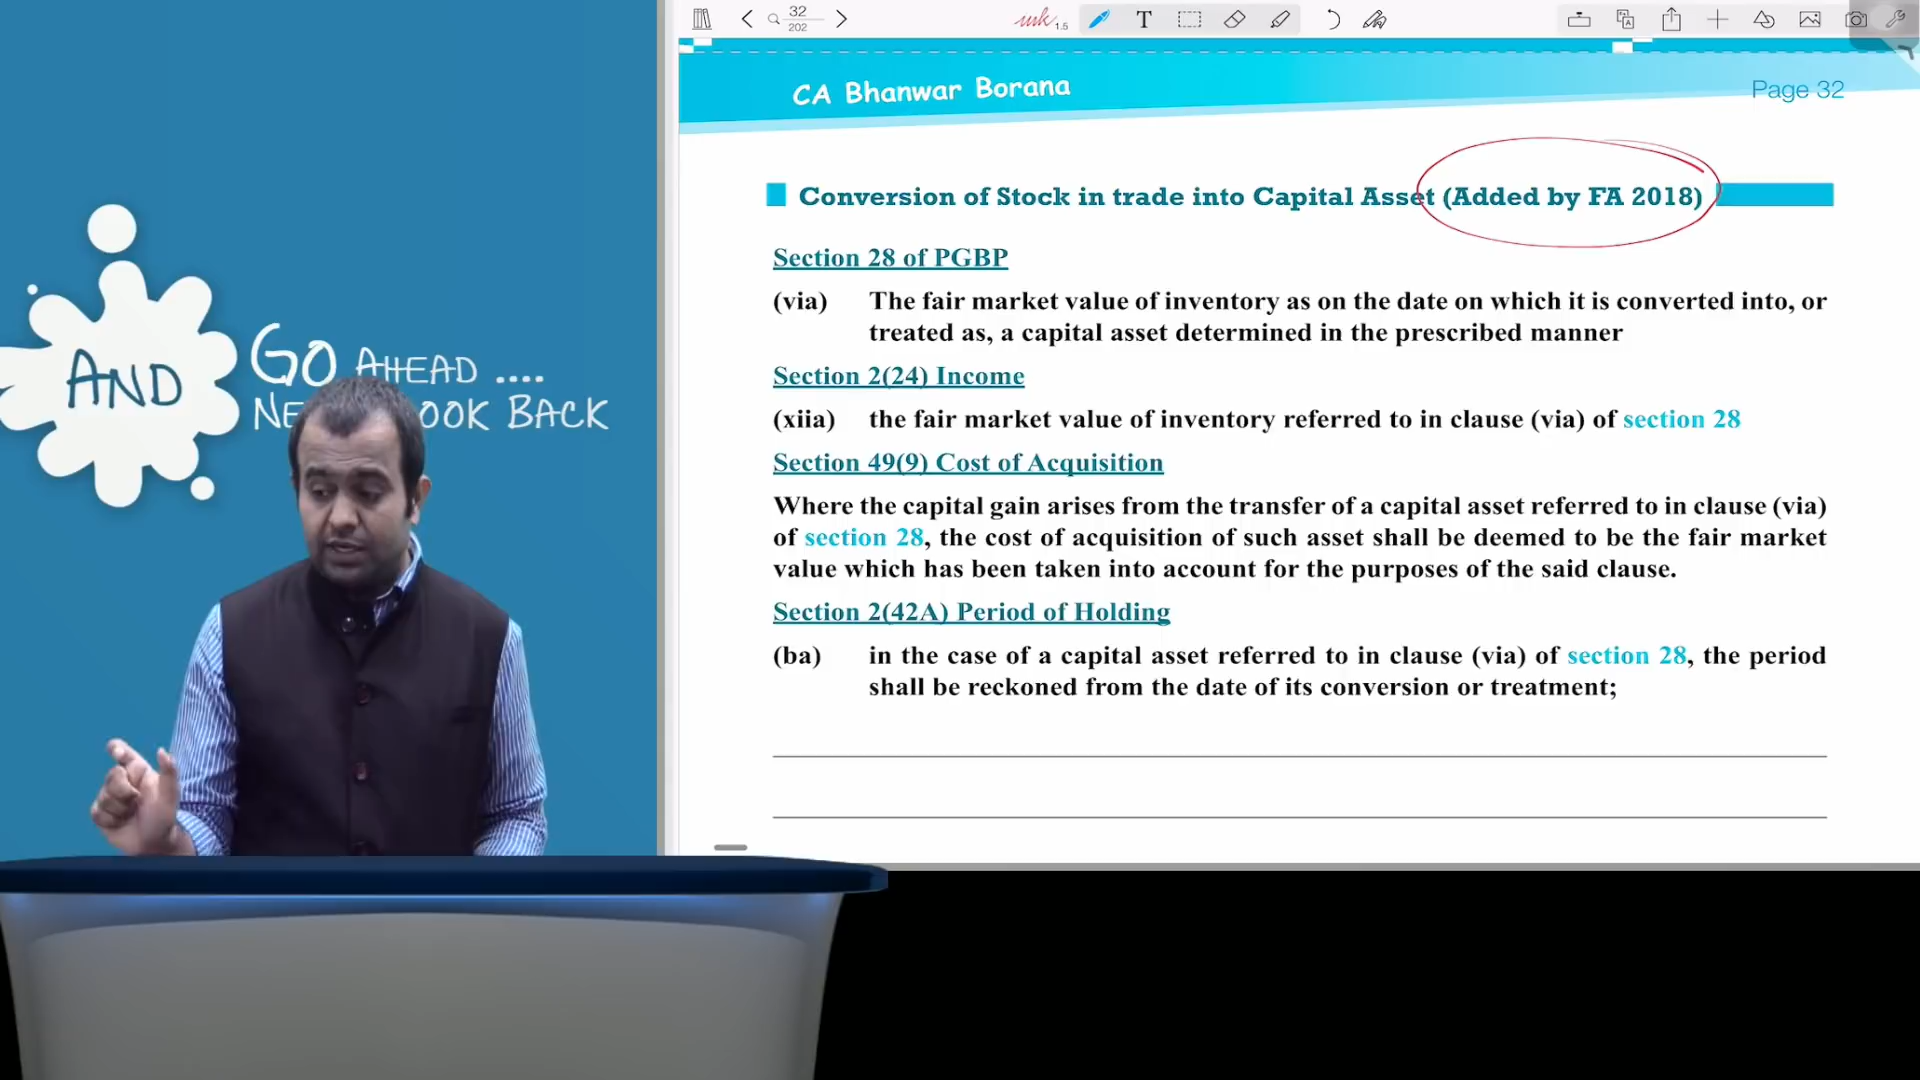 32
202
1.5
CA Bhanwar Borana
Page 32
Conversion of Stock in trade into Capital Asset (Added by FA 2018)
Section 28 of PGBP
(via) The fair market value of inventory as on the date on which it is converted into, or
treated as, a capital asset determined in the prescribed manner
Section 2(24) Income
(xiia) the fair market value of inventory referred to in clause (via) of section 28
Section 49(9) Cost of Acquisition
Where the capital gain arises from the transfer of a capital asset referred to in clause (via)
of section 28, the cost of acquisition of such asset shall be deemed to be the fair market
value which has been taken into account for the purposes of the said clause.
Section 2(42A) Period of Holding
(ba) in the case of a capital asset referred to in clause (via) of section 28, the period
shall be reckoned from the date of its conversion or treatment;
AND
GO AHEAD ....
BACK